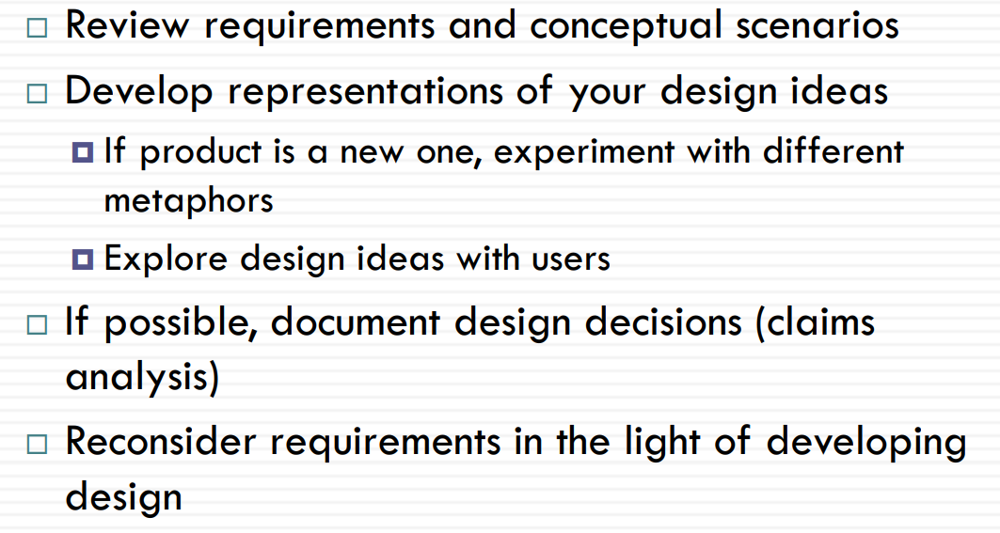 Review requirements and conceptual scenarios
Develop representations of your design ideas
If product is a new one, experiment with different
metaphors
Explore design ideas with users
If possible, document design decisions (claims
analysis)
Reconsider requirements in the light of developing
design